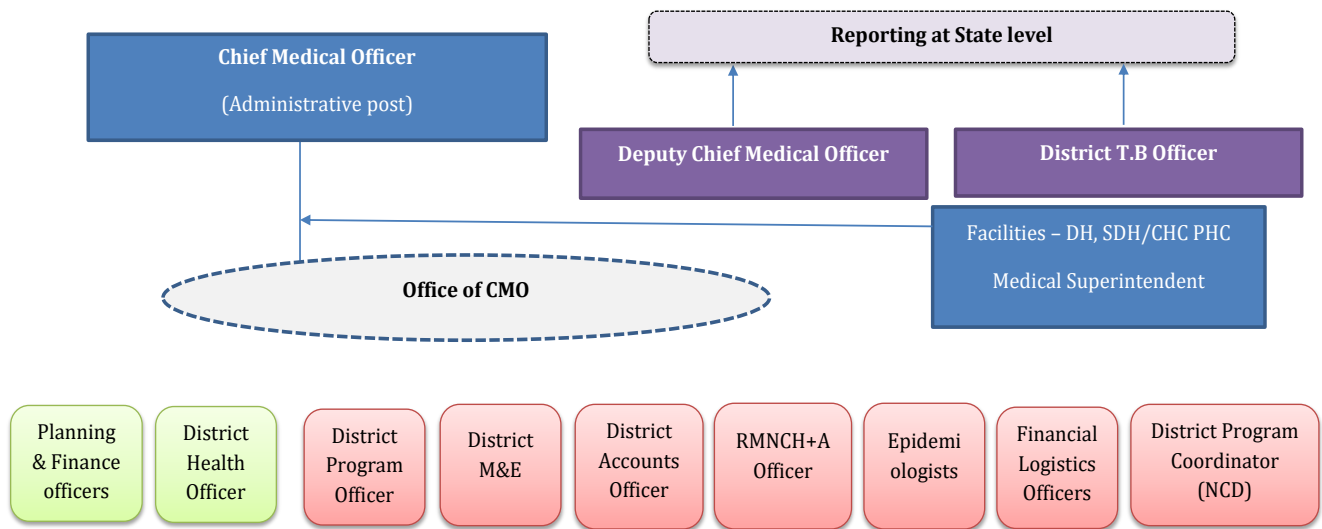 Reporting at State level
Chief Medical Officer
(Administrative post)
Deputy Chief Medical Officer
District T.B Officer
Facilities – DH, SDH/CHC PHC
Medical Superintendent
Office of CMO
Planning
& Finance
officers
District
Health
Officer
District
Program
Officer
District
M&E
District
Accounts
Officer
RMNCH+A
Officer
Epidemi
ologists
Financial
Logistics
Officers
District Program
Coordinator
(NCD)